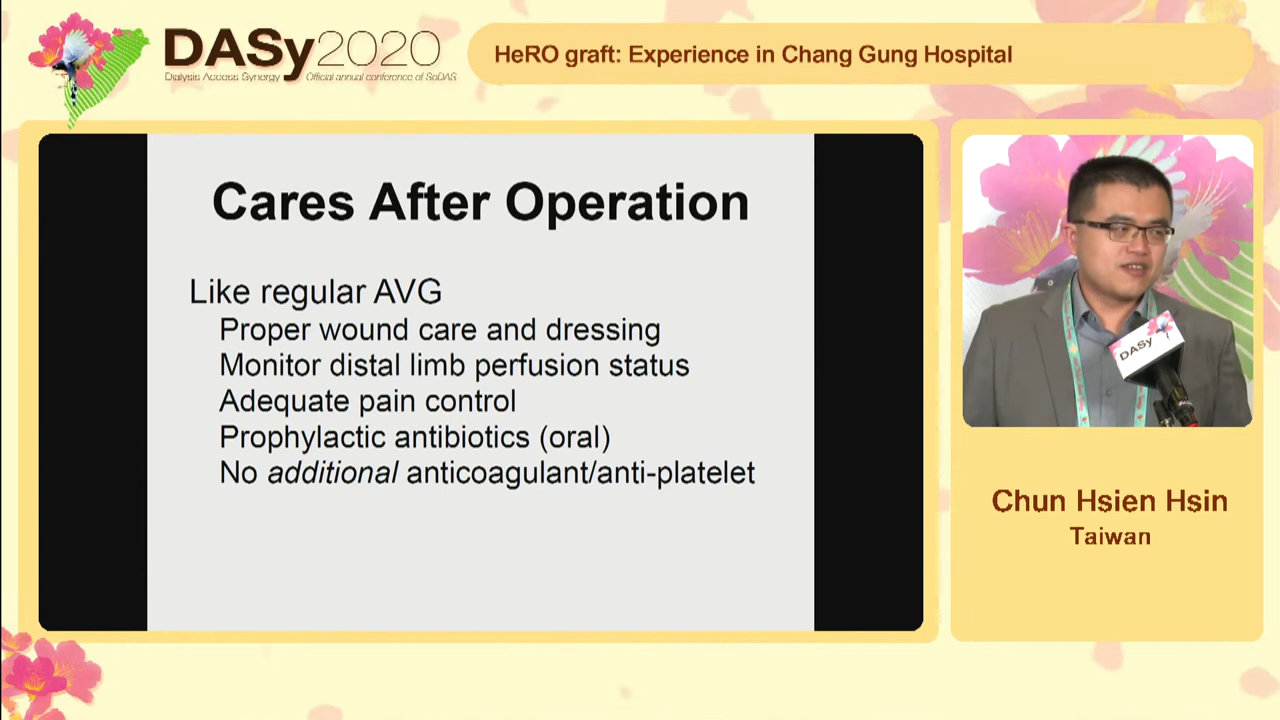 DASy2020
Dialysis Access Synergy Official annual conference of SoDAS
HeRO graft: Experience in Chang Gung Hospital
Cares After Operation
Like regular AVG
Proper wound care and dressing
Monitor distal limb perfusion status
Adequate pain control
Prophylactic antibiotics (oral)
No additional anticoagulant/anti-platelet
DASy
Chun Hsien Hsin
Taiwan